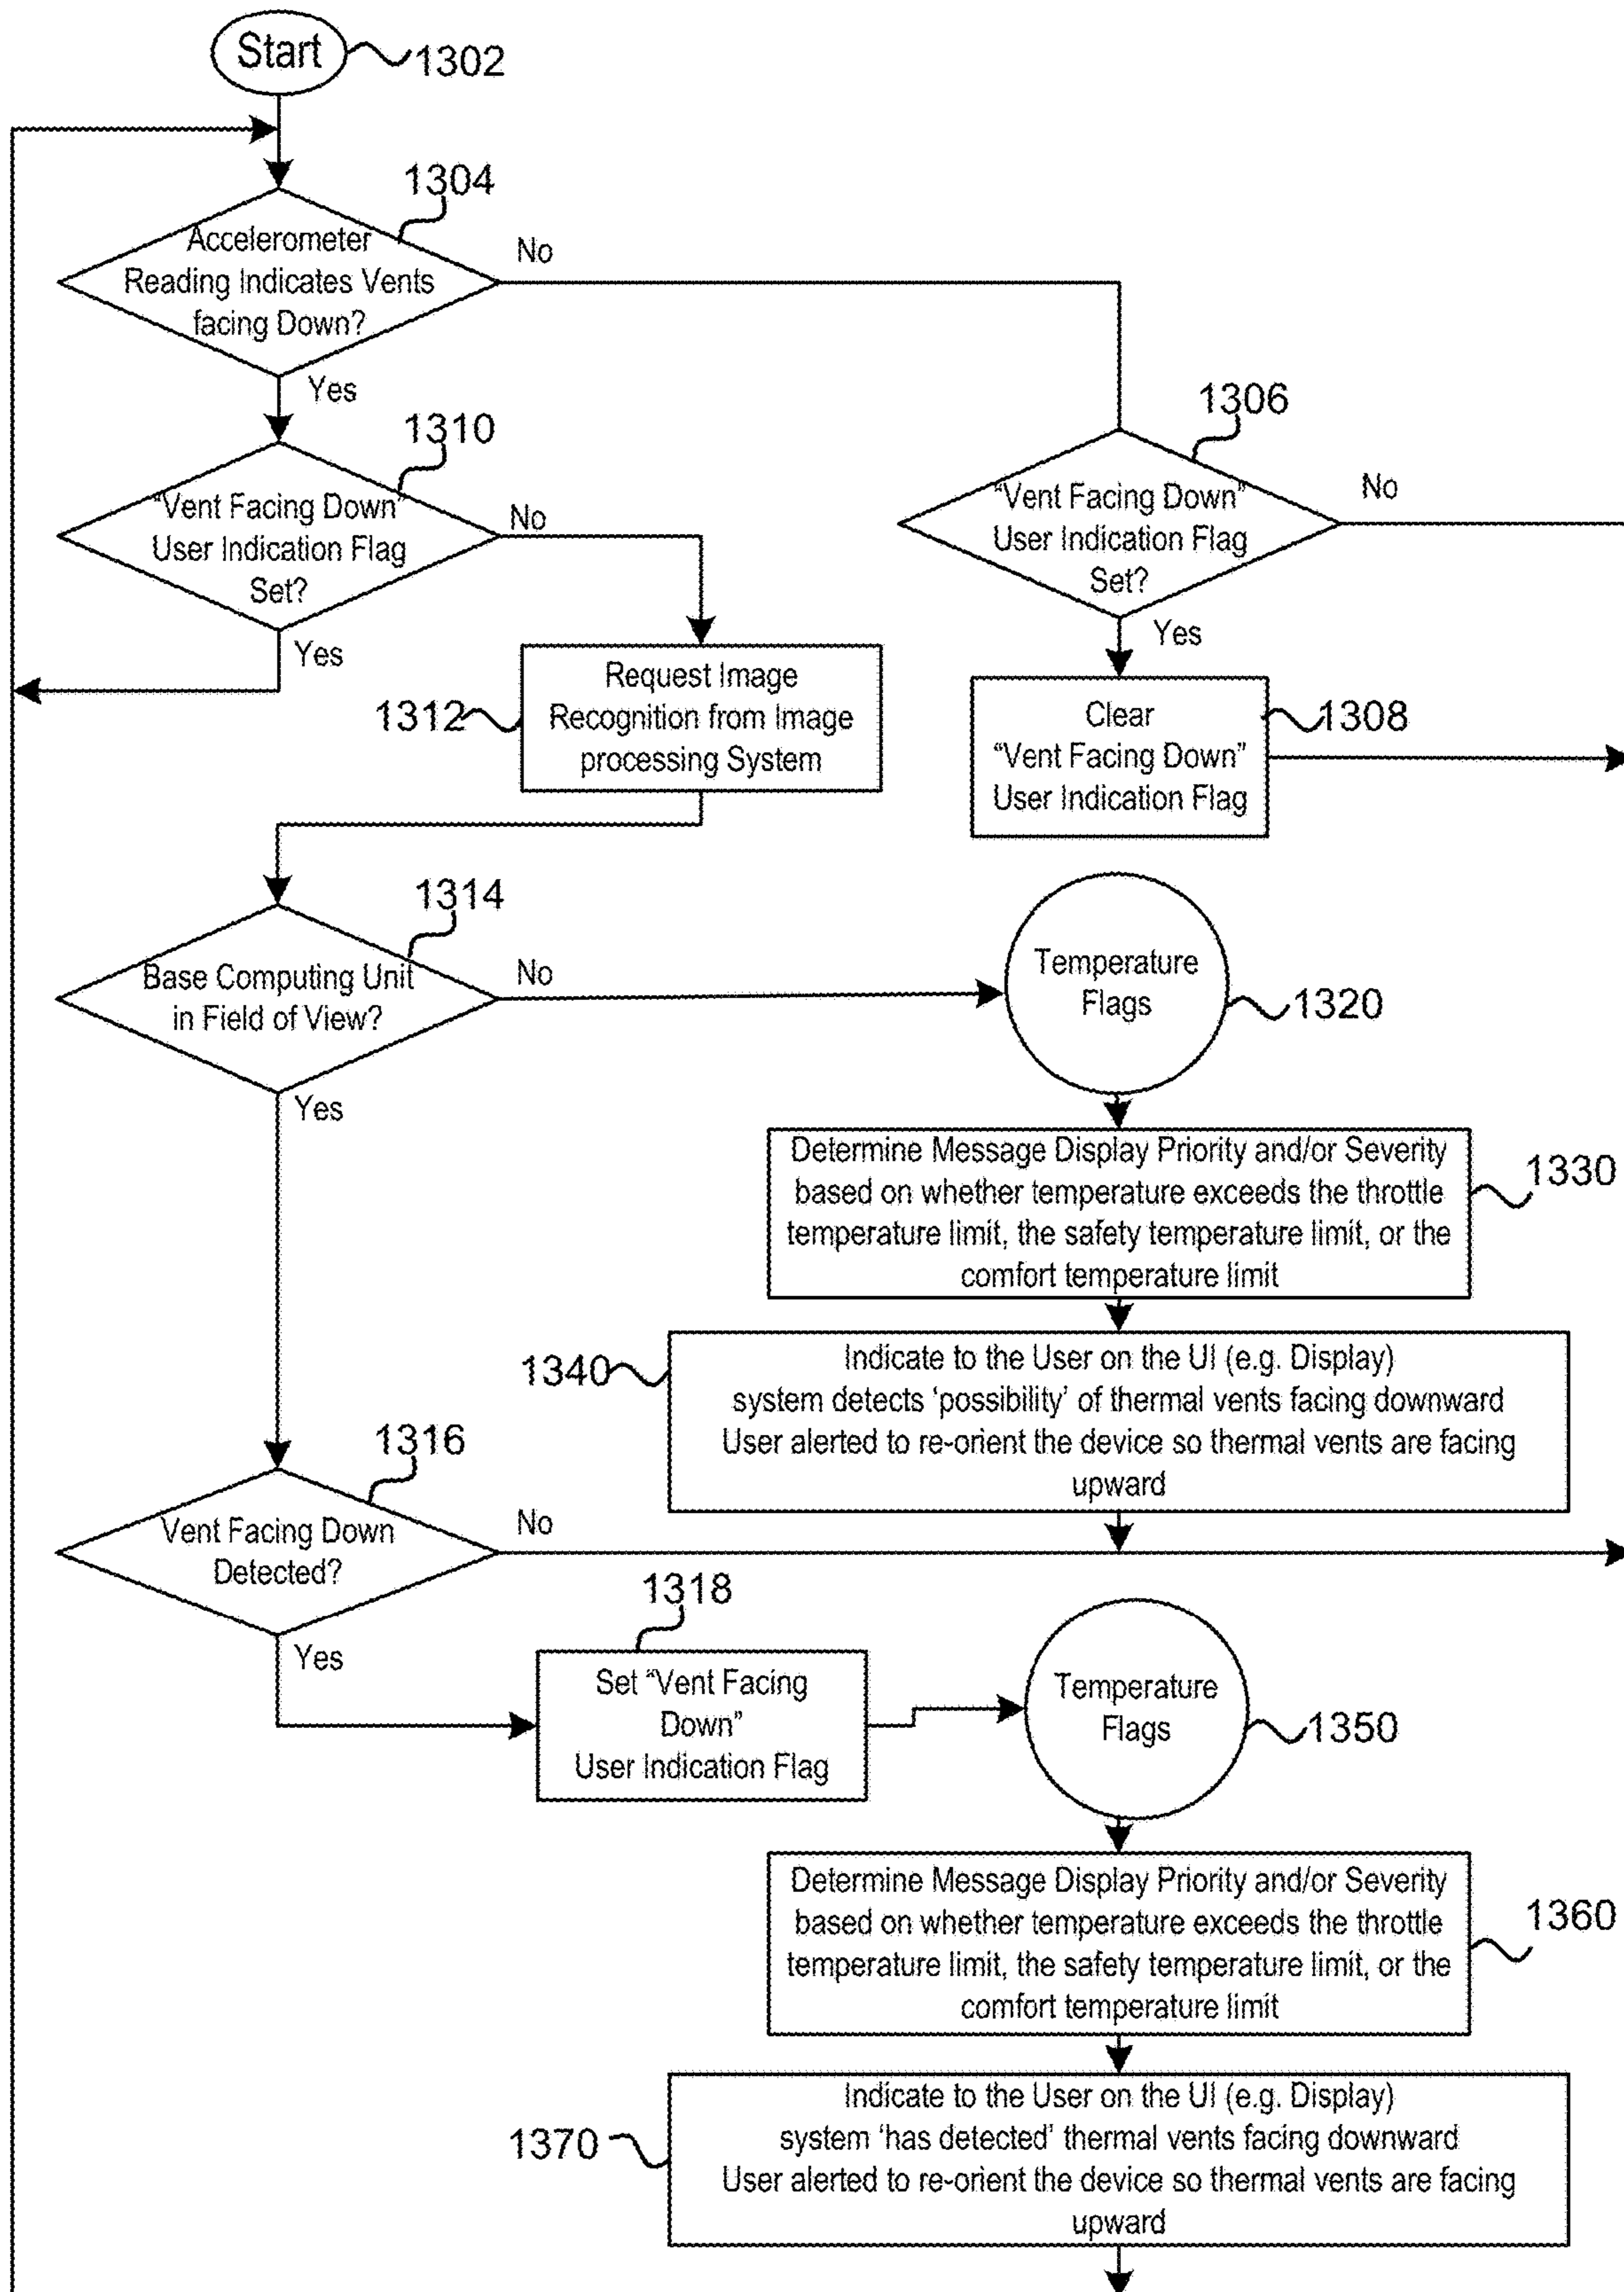 Start
1302
1304
Accelerometer
Reading Indicates Vents
facing Down?
No
Yes
1306
"Vent Facing Down"
User Indication Flag
Set?
No
Yes
1310
"Vent Facing Down"
User Indication Flag
Set?
No
Yes
1312
Request Image
Recognition from Image
processing System
Clear
"Vent Facing Down"
User Indication Flag
1308
1314
Base Computing Unit
in Field of View?
No
Yes
Temperature
Flags
1320
Determine Message Display Priority and/or Severity
based on whether temperature exceeds the throttle
temperature limit, the safety temperature limit, or the
comfort temperature limit
1330
1340
Indicate to the User on the UI (e.g. Display)
system detects 'possibility' of thermal vents facing downward
User alerted to re-orient the device so thermal vents are facing
upward
1316
Vent Facing Down
Detected?
No
Yes
1318
Set "Vent Facing
Down"
User Indication Flag
Temperature
Flags
1350
Determine Message Display Priority and/or Severity
based on whether temperature exceeds the throttle
temperature limit, the safety temperature limit, or the
comfort temperature limit
1360
1370
Indicate to the User on the UI (e.g. Display)
system 'has detected' thermal vents facing downward
User alerted to re-orient the device so thermal vents are facing
upward